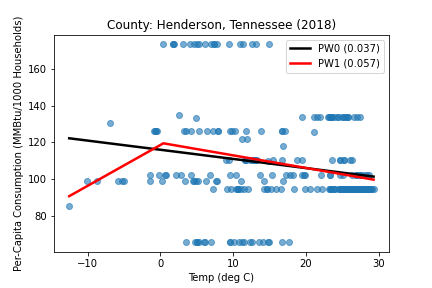 County: Henderson, Tennessee (2018)
PW0 (0.037)
PW1 (0.057)
Per-Capita Consumption (MMBtu/1000 Households)
160
140
120
100
80
−10 0 10 20 30
Temp (deg C)